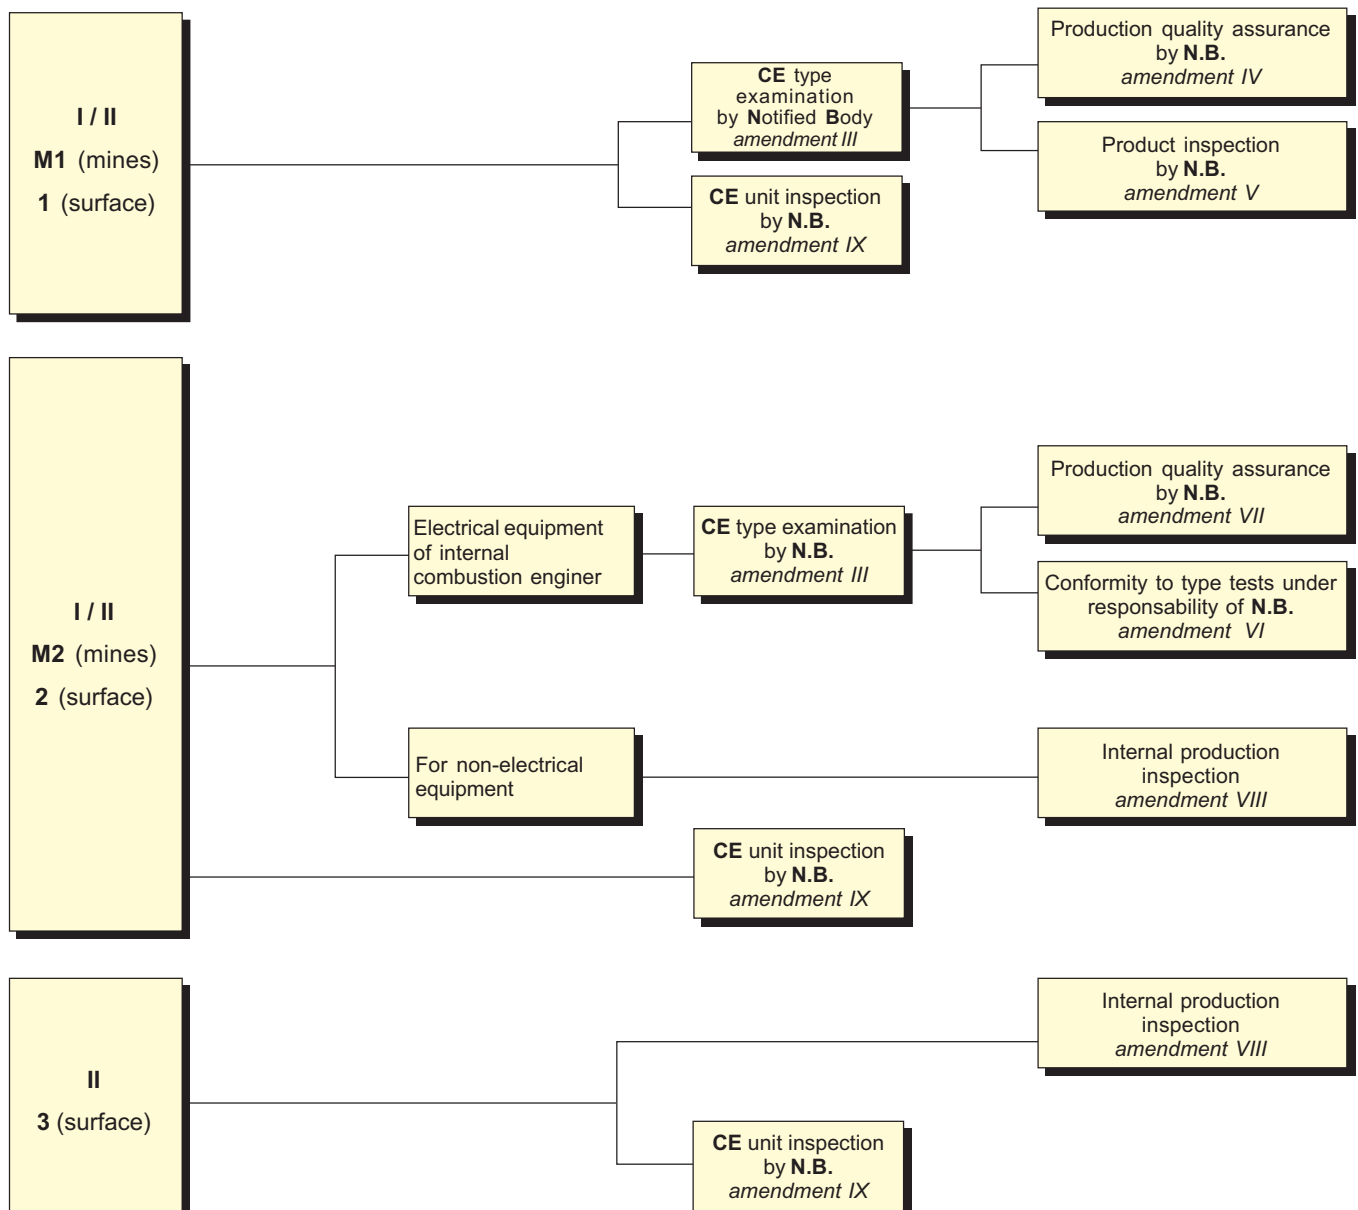 I / II
M1 (mines)
1 (surface)
CE type
examination
by Notified Body
amendment III
CE unit inspection
by N.B.
amendment IX
Production quality assurance
by N.B.
amendment IV
Product inspection
by N.B.
amendment V
I / II
M2 (mines)
2 (surface)
Electrical equipment
of internal
combustion enginer
CE type examination
by N.B.
amendment III
Production quality assurance
by N.B.
amendment VII
Conformity to type tests under
responsability of N.B.
amendment VI
For non-electrical
equipment
Internal production
inspection
amendment VIII
CE unit inspection
by N.B.
amendment IX
II
3 (surface)
Internal production
inspection
amendment VIII
CE unit inspection
by N.B.
amendment IX